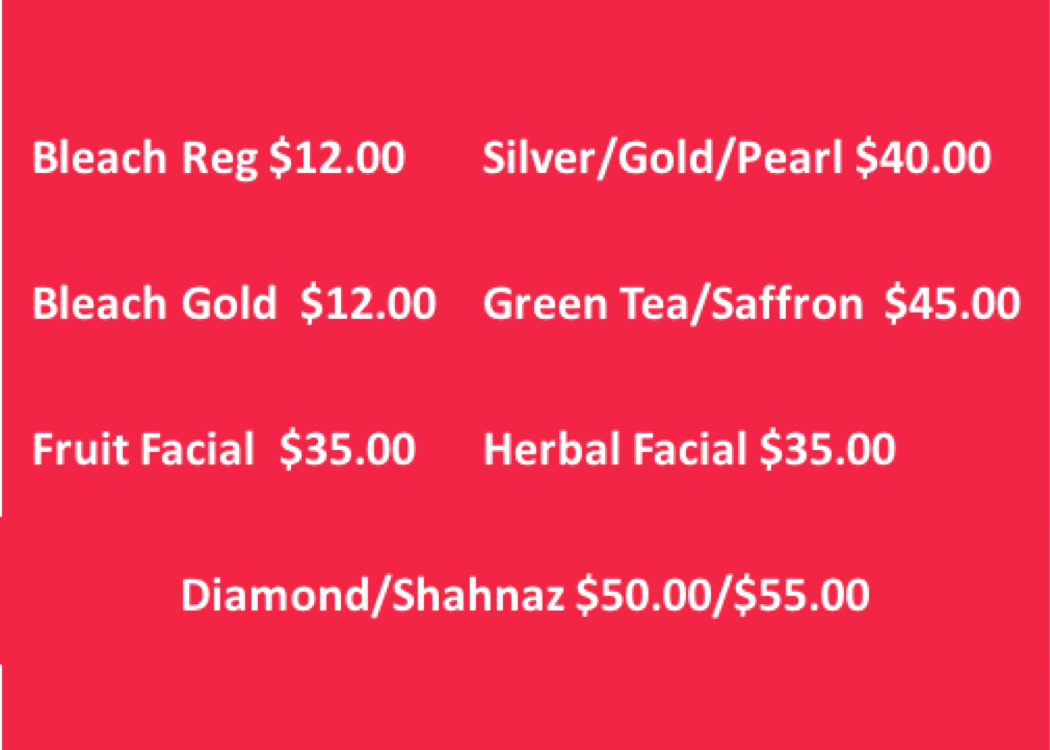 Bleach Reg $12.00
Silver/Gold/Pearl $40.00
Bleach Gold $12.00
Green Tea/Saffron $45.00
Fruit Facial $35.00
Herbal Facial $35.00
Diamond/Shahnaz $50.00/$55.00